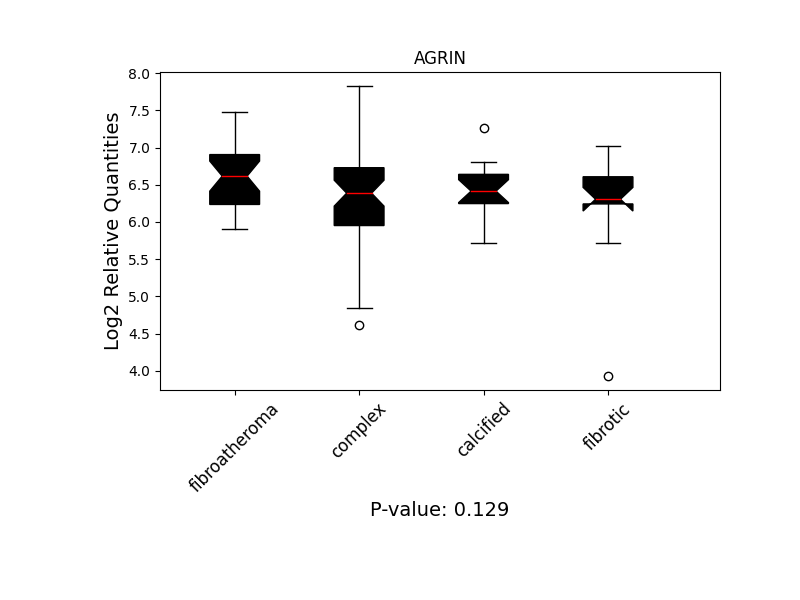 AGRIN
Log2 Relative Quantities
8.0
7.5
7.0
6.5
6.0
5.5
5.0
4.5
4.0
fibroatheroma
complex
calcified
fibrotic
P-value: 0.129